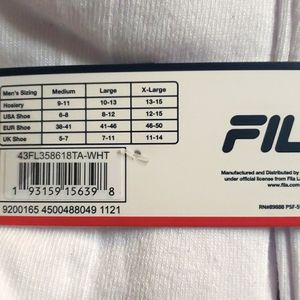 Men's Sizing Medium Large X-Large
Hosiery 9-11 10-13 13-15
USA Shoe 6-8 8-12 12-15
EUR Shoe 38-41 41-46 46-50
UK Shoe 5-7 7-11 11-14
FIL
43FL358618TA-WHT
Manufactured and Distributed by
under official license from Fila L
www.fila.com
1 93159 15639 8
RN#89688 PSF-5
9200165 4500488049 1121